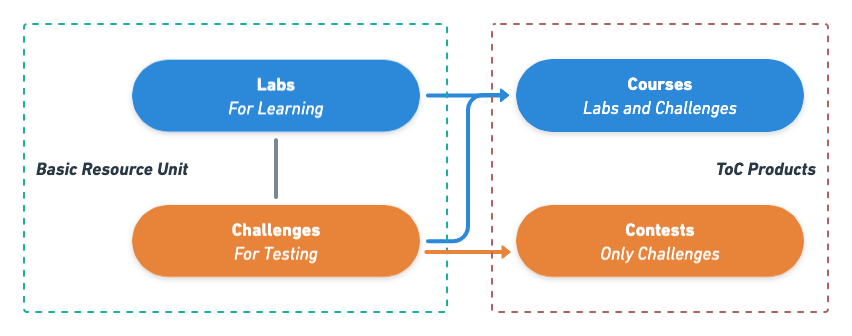 Labs
For Learning
Courses
Labs and Challenges
Basic Resource Unit
ToC Products
Challenges
For Testing
Contests
Only Challenges